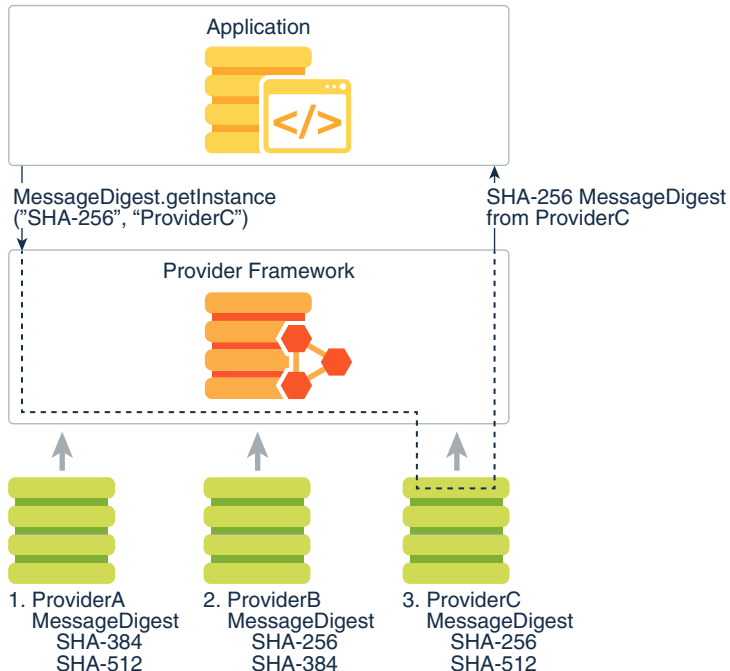 Application
</>
MessageDigest.getInstance
(”SHA-256”, “ProviderC”)
SHA-256 MessageDigest
from ProviderC
Provider Framework
1. ProviderA
MessageDigest
SHA-384
SHA-512
2. ProviderB
MessageDigest
SHA-256
SHA-384
3. ProviderC
MessageDigest
SHA-256
SHA-512